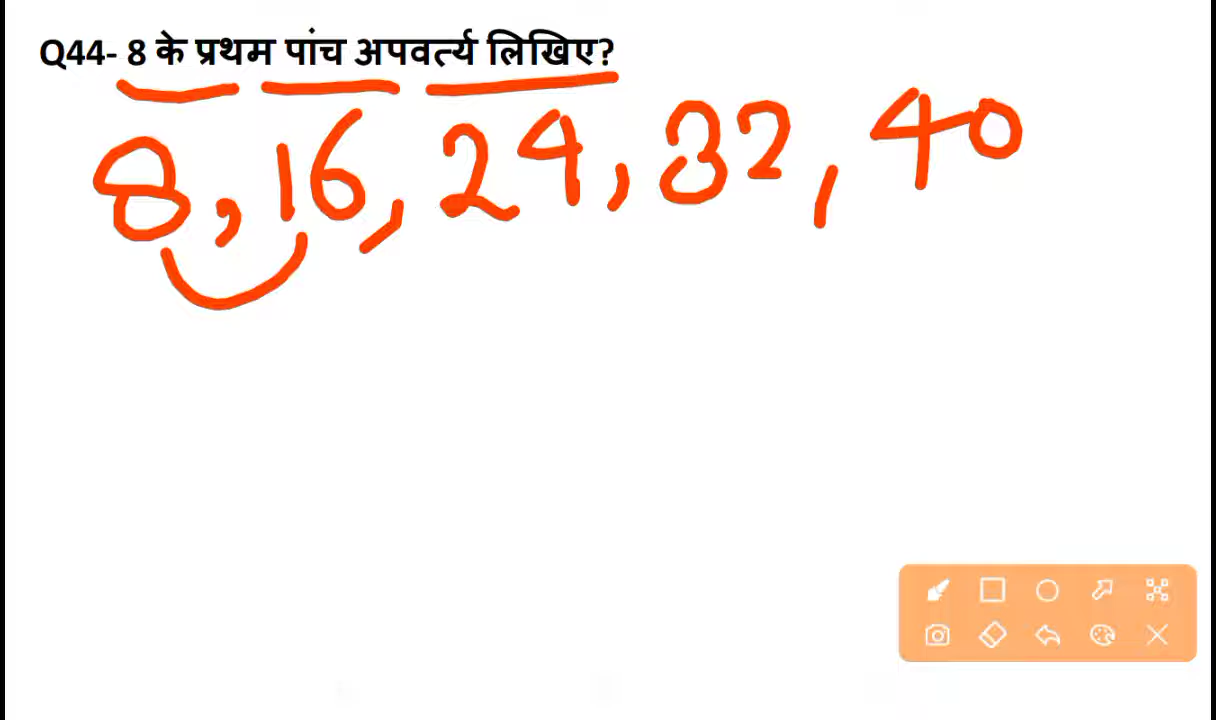 Q44- 8 के प्रथम पांच अपवर्त्य लिखिए?
8, 16, 24, 32, 40